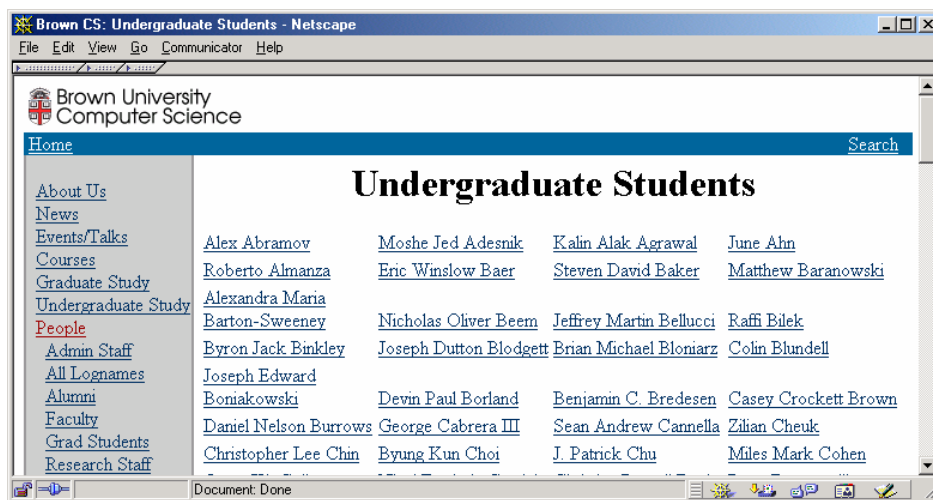 Brown CS: Undergraduate Students - Netscape
File Edit View Go Communicator Help
Brown University
Computer Science
Home Search
Undergraduate Students
About Us
News
Events/Talks
Courses
Graduate Study
Undergraduate Study
People
Admin Staff
All Lognames
Alumni
Faculty
Grad Students
Research Staff
Alex Abramov Moshe Jed Adesnik Kalin Alak Agrawal June Ahn
Roberto Almanza Eric Winslow Baer Steven David Baker Matthew Baranowski
Alexandra Maria
Barton-Sweeney Nicholas Oliver Beem Jeffrey Martin Bellucci Raffi Bilek
Byron Jack Binkley Joseph Dutton Blodgett Brian Michael Bloniarz Colin Blundell
Joseph Edward
Boniakowski Devin Paul Borland Benjamin C. Bredesen Casey Crockett Brown
Daniel Nelson Burrows George Cabrera III Sean Andrew Cannella Zilian Cheuk
Christopher Lee Chin Byung Kun Choi J. Patrick Chu Miles Mark Cohen
Document: Done